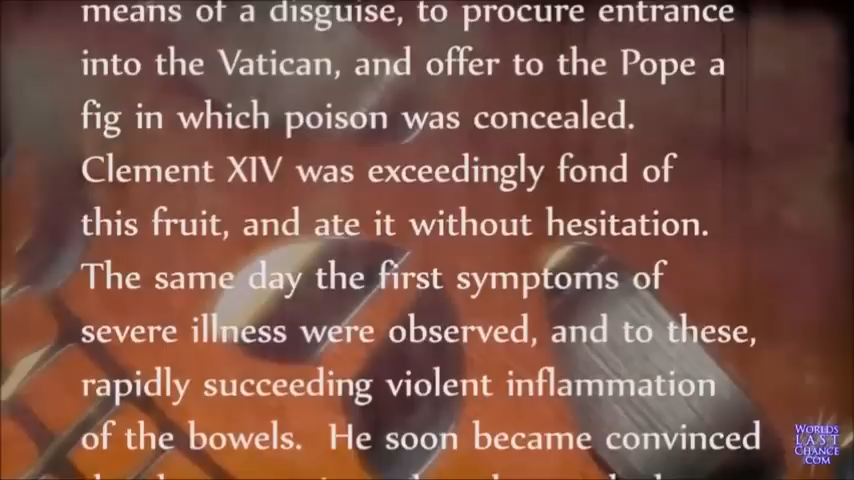 means of a disguise, to procure entrance
into the Vatican, and offer to the Pope a
fig in which poison was concealed.
Clement XIV was exceedingly fond of
this fruit, and ate it without hesitation.
The same day the first symptoms of
severe illness were observed, and to these,
rapidly succeeding violent inflammation
of the bowels. He soon became convinced
WORLDS
LAST
CHANCE
.COM